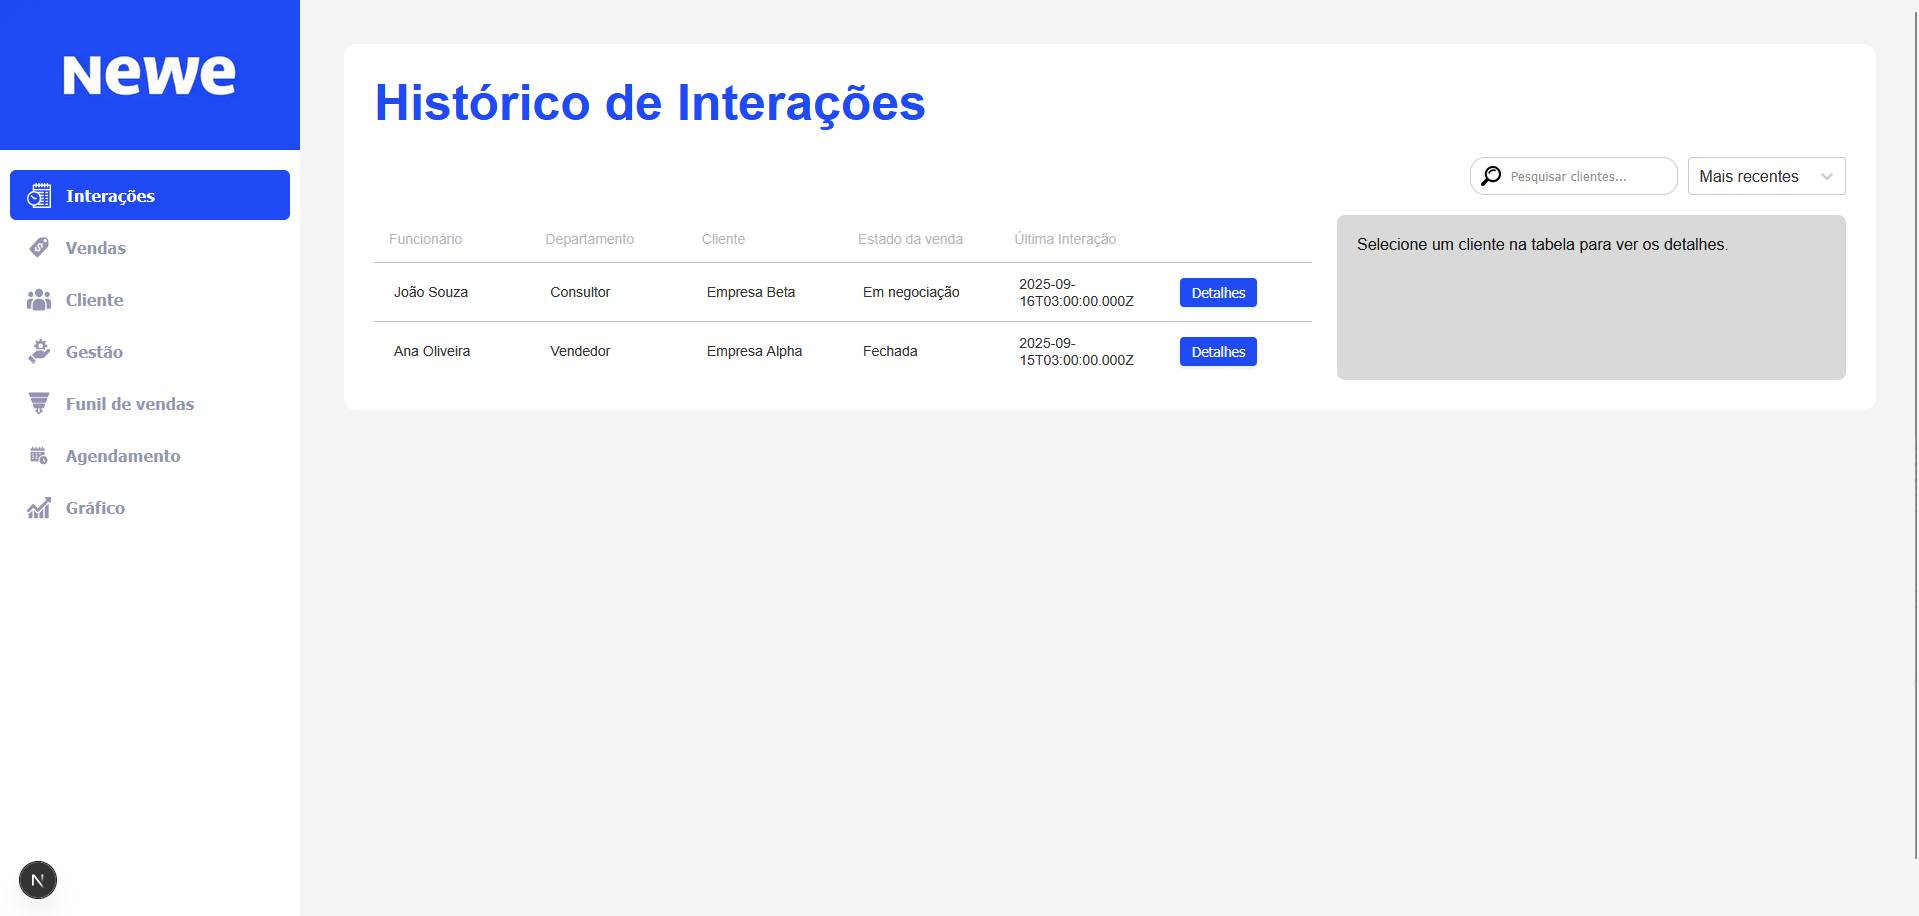 Newe
Interações
Vendas
Cliente
Gestão
Funil de vendas
Agendamento
Gráfico
N
Histórico de Interações
Pesquisar clientes...
Mais recentes
Funcionário Departamento Cliente Estado da venda Última Interação
João Souza Consultor Empresa Beta Em negociação 2025-09-
16T03:00:00.000Z Detalhes
Ana Oliveira Vendedor Empresa Alpha Fechada 2025-09-
15T03:00:00.000Z Detalhes
Selecione um cliente na tabela para ver os detalhes.